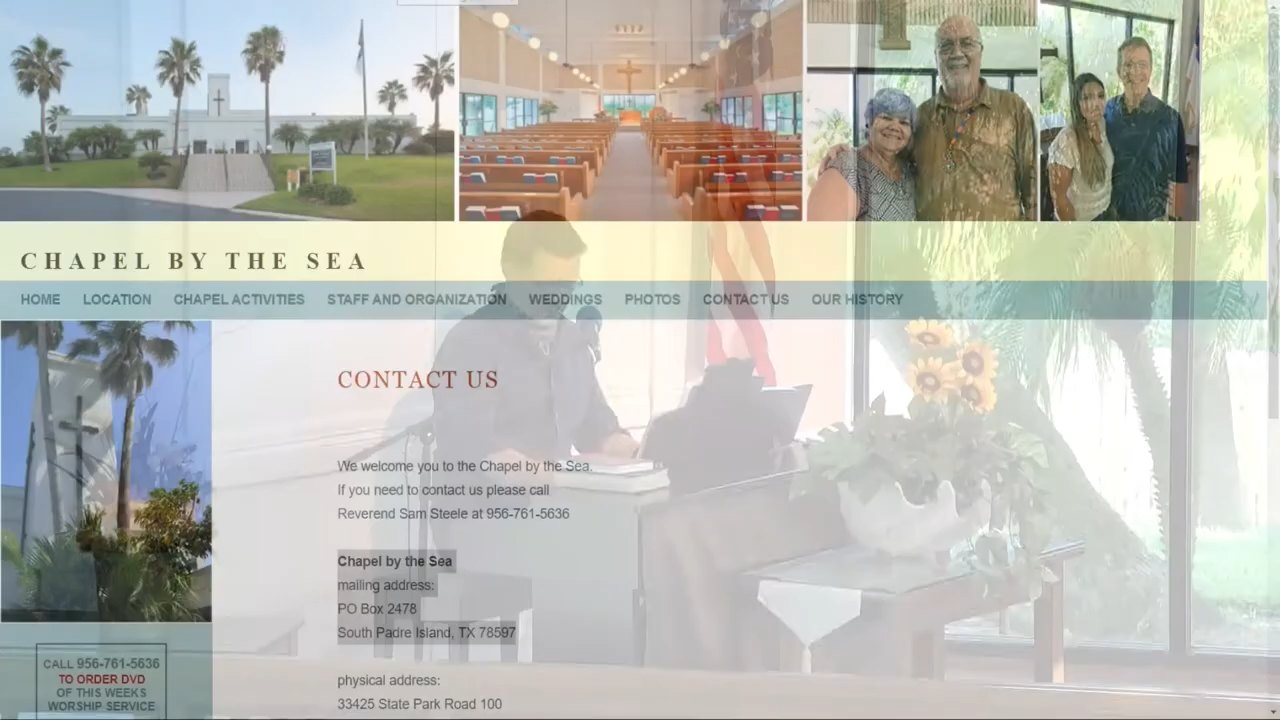 CHAPEL BY THE SEA
HOME LOCATION CHAPEL ACTIVITIES STAFF AND ORGANIZATION WEDDINGS PHOTOS CONTACT US OUR HISTORY
CONTACT US
We welcome you to the Chapel by the Sea.
If you need to contact us please call
Reverend Sam Steele at 956-761-5636
Chapel by the Sea
mailing address:
PO Box 2478
South Padre Island, TX 78597
physical address:
33425 State Park Road 100
CALL 956-761-5636
TO ORDER DVD
OF THIS WEEKS
WORSHIP SERVICE